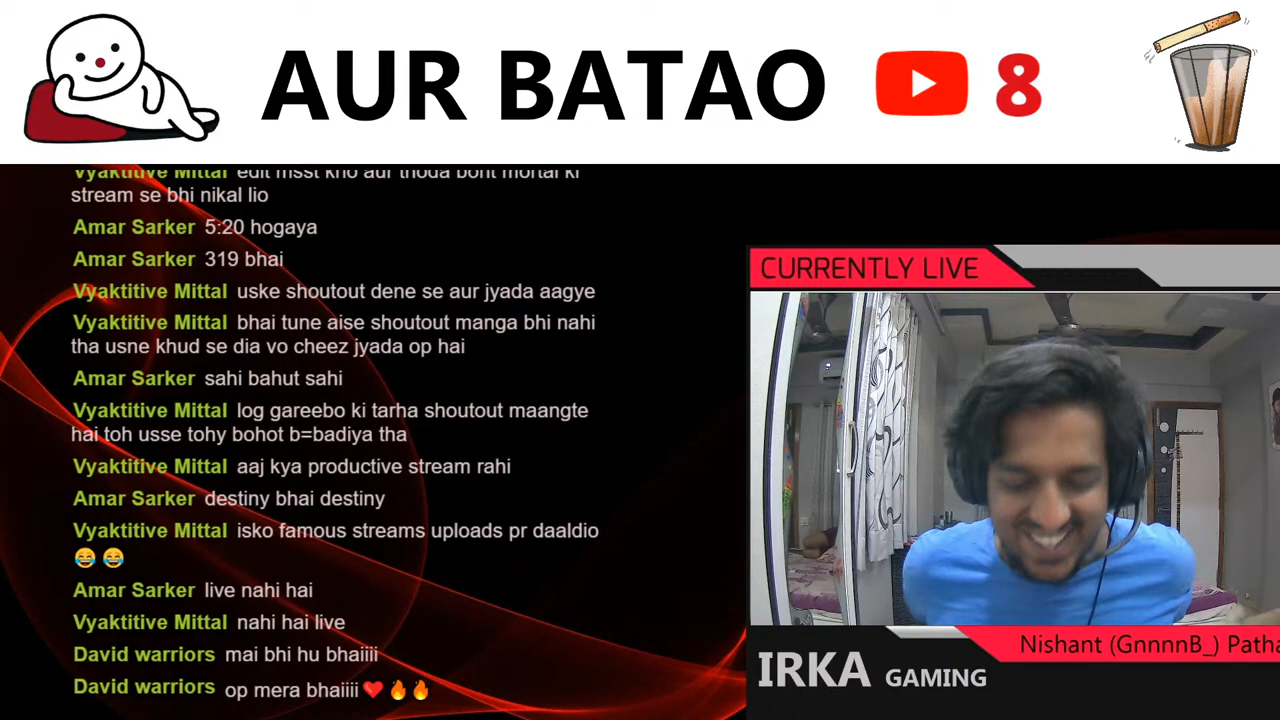 AUR BATAO 8
Vyaktitive Mittal edit msst kno aur thoda boht mortal ki
stream se bhi nikal lio
Amar Sarker 5:20 hogaya
Amar Sarker 319 bhai
Vyaktitive Mittal uske shoutout dene se aur jyada aagye
Vyaktitive Mittal bhai tune aise shoutout manga bhi nahi
tha usne khud se dia vo cheez jyada op hai
Amar Sarker sahi bahut sahi
Vyaktitive Mittal log gareebo ki tarha shoutout maangte
hai toh usse tohy bohot b=badiya tha
Vyaktitive Mittal aaj kya productive stream rahi
Amar Sarker destiny bhai destiny
Vyaktitive Mittal isko famous streams uploads pr daaldio
😂 😂
Amar Sarker live nahi hai
Vyaktitive Mittal nahi hai live
David warriors mai bhi hu bhaiiii
David warriors op mera bhaiiii❤️🔥🔥
CURRENTLY LIVE
Nishant (GnnnnB_) Patha
IRKA GAMING